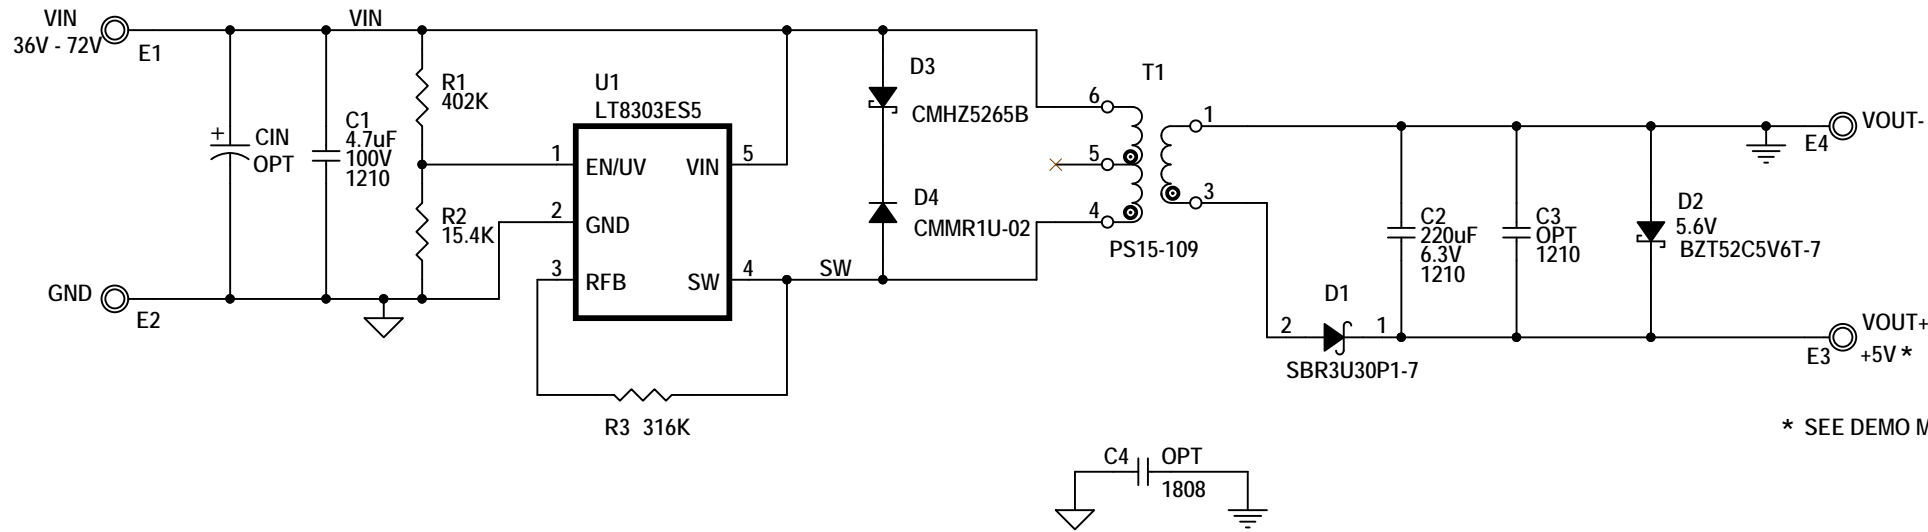 VIN
36V - 72V
E1
VIN
CIN
OPT
+
C1
4.7uF
100V
1210
R1
402K
R2
15.4K
GND
E2
U1
LT8303ES5
1
EN/UV
VIN
5
2
GND
3
RFB
SW
4
SW
R3 316K
D3
CMHZ5265B
D4
CMMR1U-02
T1
6
5
4
1
3
PS15-109
D1
2
1
SBR3U30P1-7
C2
220uF
6.3V
1210
C3
OPT
1210
D2
5.6V
BZT52C5V6T-7
VOUT-
E4
VOUT+
E3
+5V *
* SEE DEMO M
C4
OPT
1808